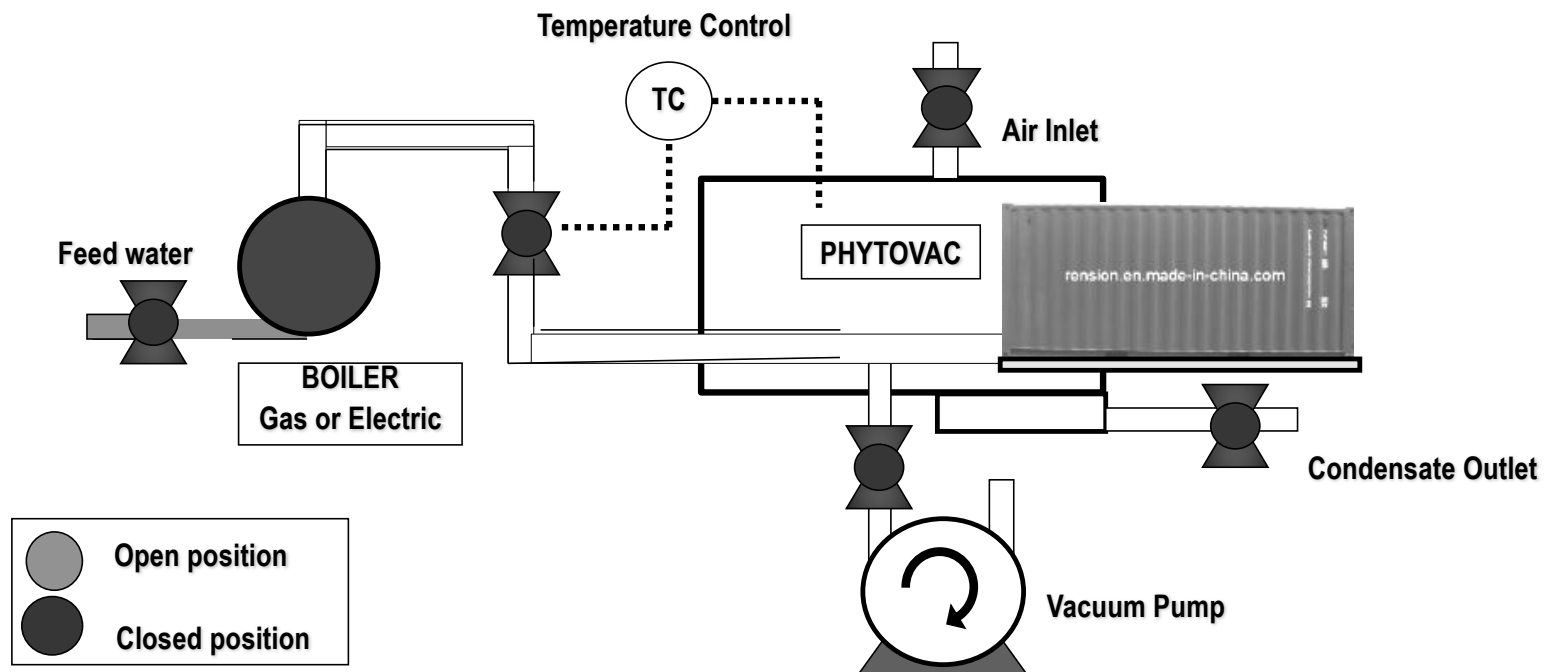 Temperature Control
TC
Air Inlet
Feed water
PHYTOVAC
rension.en.made-in-china.com
BOILER
Gas or Electric
Condensate Outlet
Open position
Closed position
Vacuum Pump